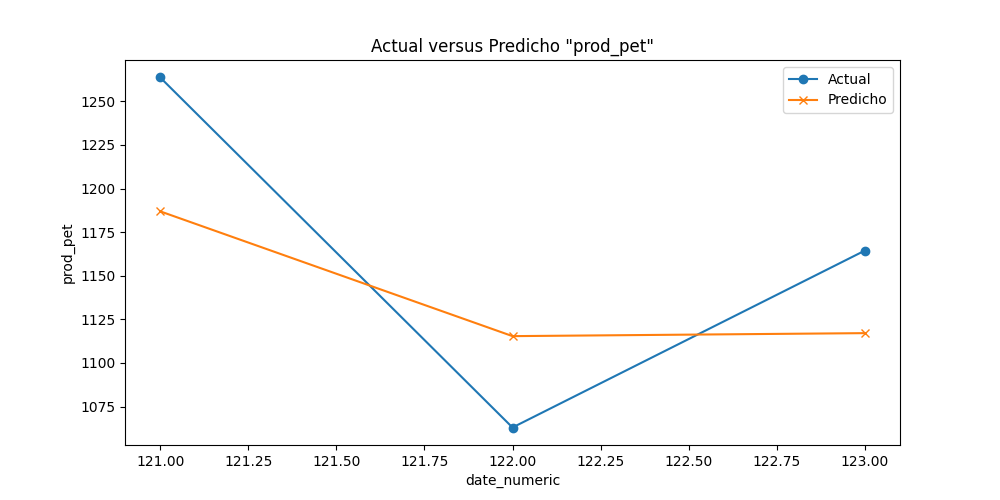 Actual versus Predicho "prod_pet"
Actual
Predicho
1250
1225
1200
1175
1150
1125
1100
1075
prod_pet
121.00 121.25 121.50 121.75 122.00 122.25 122.50 122.75 123.00
date_numeric